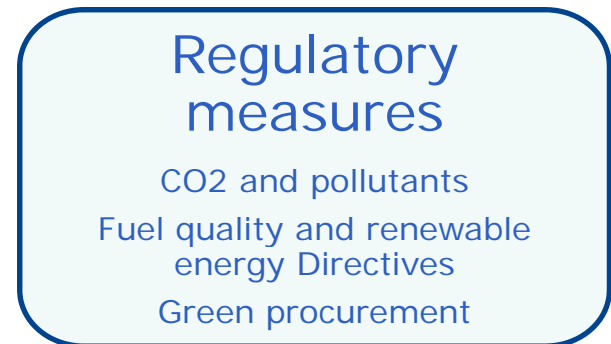 Regulatory
measures
CO2 and pollutants
Fuel quality and renewable
energy Directives
Green procurement